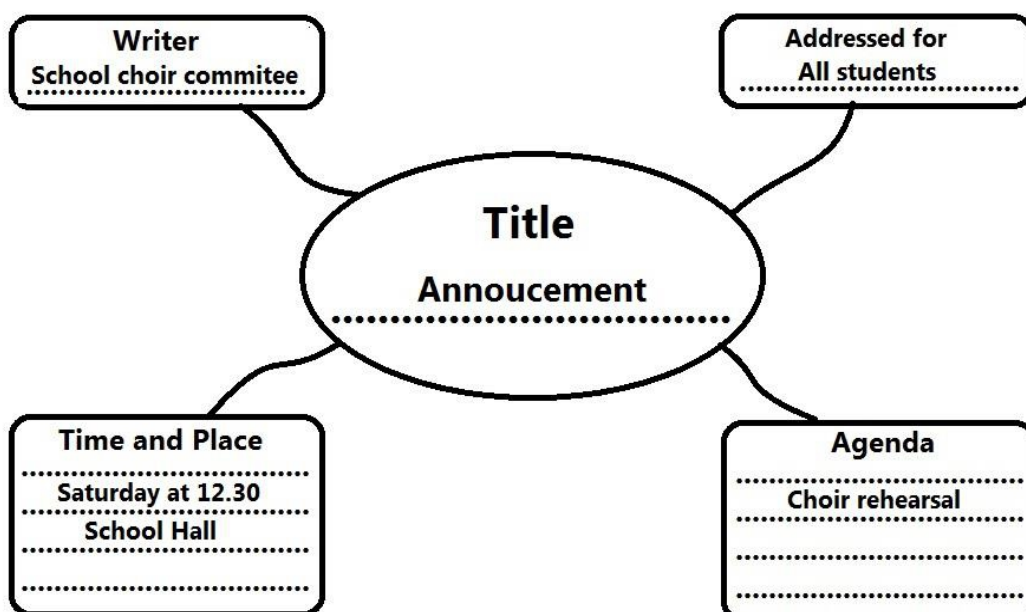 Writer
School choir commitee
Addressed for
All students
Title
Annoucement
Time and Place
Saturday at 12.30
School Hall
Agenda
Choir rehearsal